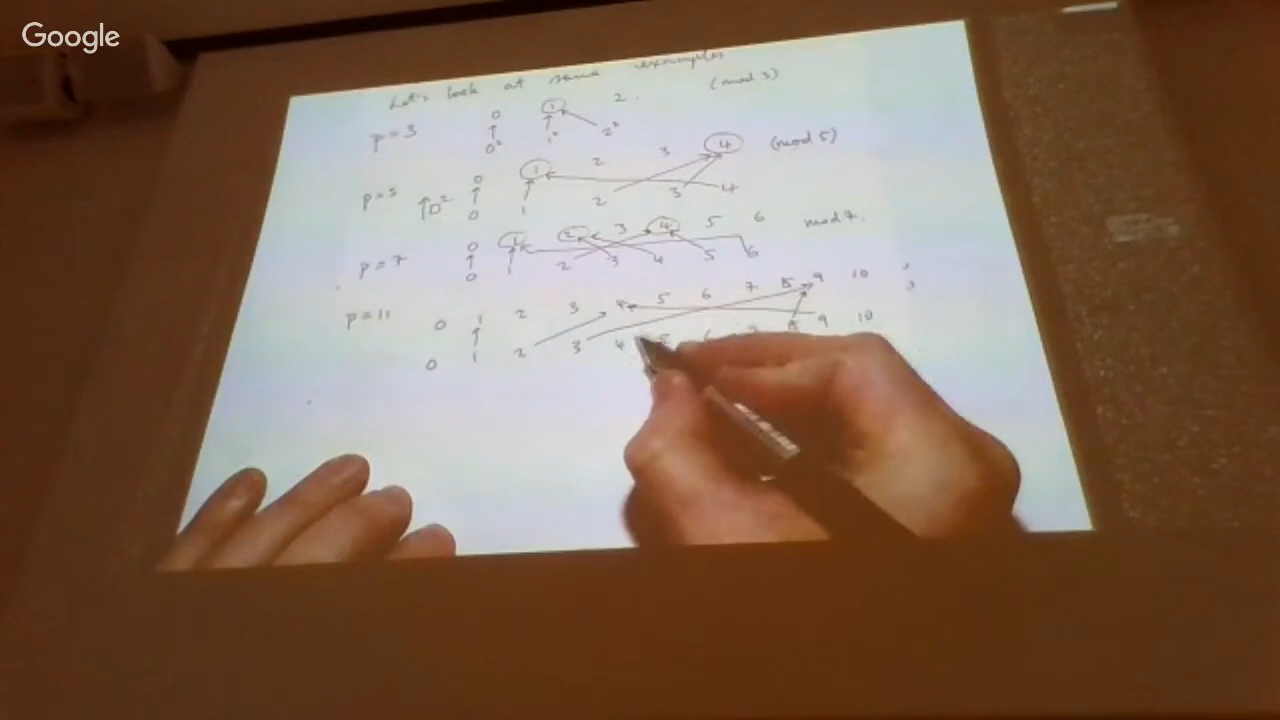 Google
Let's look at some examples
0 1 2. (mod 3)
p=3
0² 1² 2²
0 1 2 3 4 (mod 5)
p=5 ↑□²
0 1 2 3 4
0 1 2 3 4 5 6 mod 7.
p=7
0 1 2 3 4 5 6
0 1 2 3 4 5 6 7 8 9 10
p=11
0 1 2 3 4 5 8 9 10